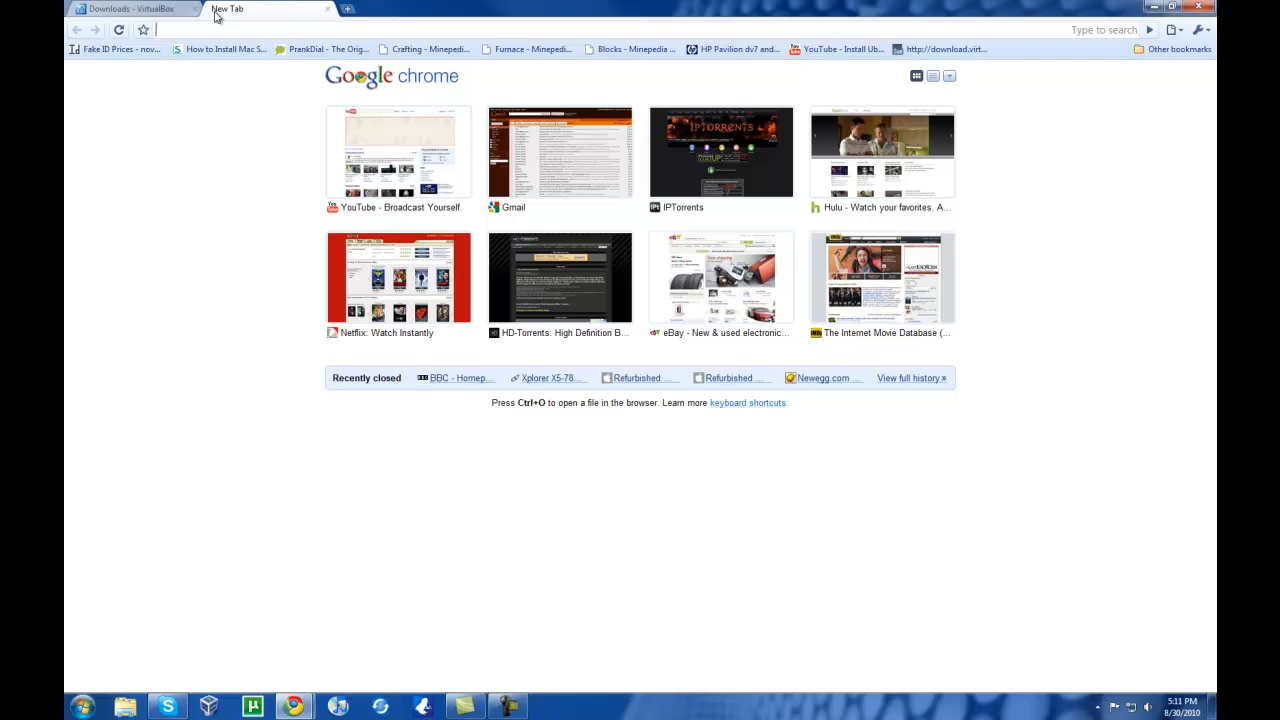 Downloads - VirtualBox
New Tab
Type to search
Fake ID Prices - nov...
How to Install Mac S...
PrankDial - The Orig...
Crafting - Minepedi...
Furnace - Minepedi...
Blocks - Minepedia ...
HP Pavilion dv7 and...
YouTube - Install Ub...
http://download.virt...
Other bookmarks
Google chrome
IPTORRENTS
YouTube - Broadcast Yourself.
Gmail
IPTorrents
Hulu - Watch your favorites. A...
Netflix: Watch Instantly
HD-Torrents: High Definition B...
eBay - New & used electronic...
The Internet Movie Database (...
Recently closed
BBC - Homep...
Xplorer X5-78...
Refurbished ...
Refurbished ...
Newegg.com ...
View full history »
Press Ctrl+O to open a file in the browser. Learn more keyboard shortcuts.
5:11 PM
8/30/2010